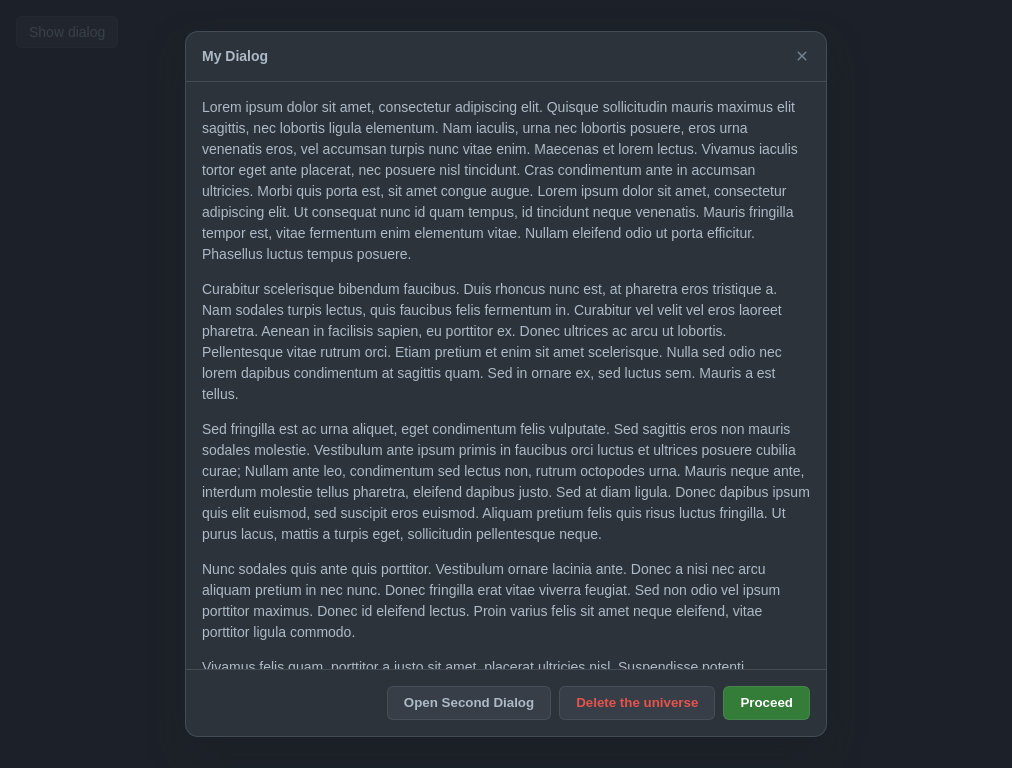 Show dialog
My Dialog
Lorem ipsum dolor sit amet, consectetur adipiscing elit. Quisque sollicitudin mauris maximus elit
sagittis, nec lobortis ligula elementum. Nam iaculis, urna nec lobortis posuere, eros urna
venenatis eros, vel accumsan turpis nunc vitae enim. Maecenas et lorem lectus. Vivamus iaculis
tortor eget ante placerat, nec posuere nisl tincidunt. Cras condimentum ante in accumsan
ultricies. Morbi quis porta est, sit amet congue augue. Lorem ipsum dolor sit amet, consectetur
adipiscing elit. Ut consequat nunc id quam tempus, id tincidunt neque venenatis. Mauris fringilla
tempor est, vitae fermentum enim elementum vitae. Nullam eleifend odio ut porta efficitur.
Phasellus luctus tempus posuere.
Curabitur scelerisque bibendum faucibus. Duis rhoncus nunc est, at pharetra eros tristique a.
Nam sodales turpis lectus, quis faucibus felis fermentum in. Curabitur vel velit vel eros laoreet
pharetra. Aenean in facilisis sapien, eu porttitor ex. Donec ultrices ac arcu ut lobortis.
Pellentesque vitae rutrum orci. Etiam pretium et enim sit amet scelerisque. Nulla sed odio nec
lorem dapibus condimentum at sagittis quam. Sed in ornare ex, sed luctus sem. Mauris a est
tellus.
Sed fringilla est ac urna aliquet, eget condimentum felis vulputate. Sed sagittis eros non mauris
sodales molestie. Vestibulum ante ipsum primis in faucibus orci luctus et ultrices posuere cubilia
curae; Nullam ante leo, condimentum sed lectus non, rutrum octopodes urna. Mauris neque ante,
interdum molestie tellus pharetra, eleifend dapibus justo. Sed at diam ligula. Donec dapibus ipsum
quis elit euismod, sed suscipit eros euismod. Aliquam pretium felis quis risus luctus fringilla. Ut
purus lacus, mattis a turpis eget, sollicitudin pellentesque neque.
Nunc sodales quis ante quis porttitor. Vestibulum ornare lacinia ante. Donec a nisi nec arcu
aliquam pretium in nec nunc. Donec fringilla erat vitae viverra feugiat. Sed non odio vel ipsum
porttitor maximus. Donec id eleifend lectus. Proin varius felis sit amet neque eleifend, vitae
porttitor ligula commodo.
Vivamus felis quam, porttitor a justo sit amet, placerat ultricies nisl. Suspendisse potenti.
Open Second Dialog
Delete the universe
Proceed